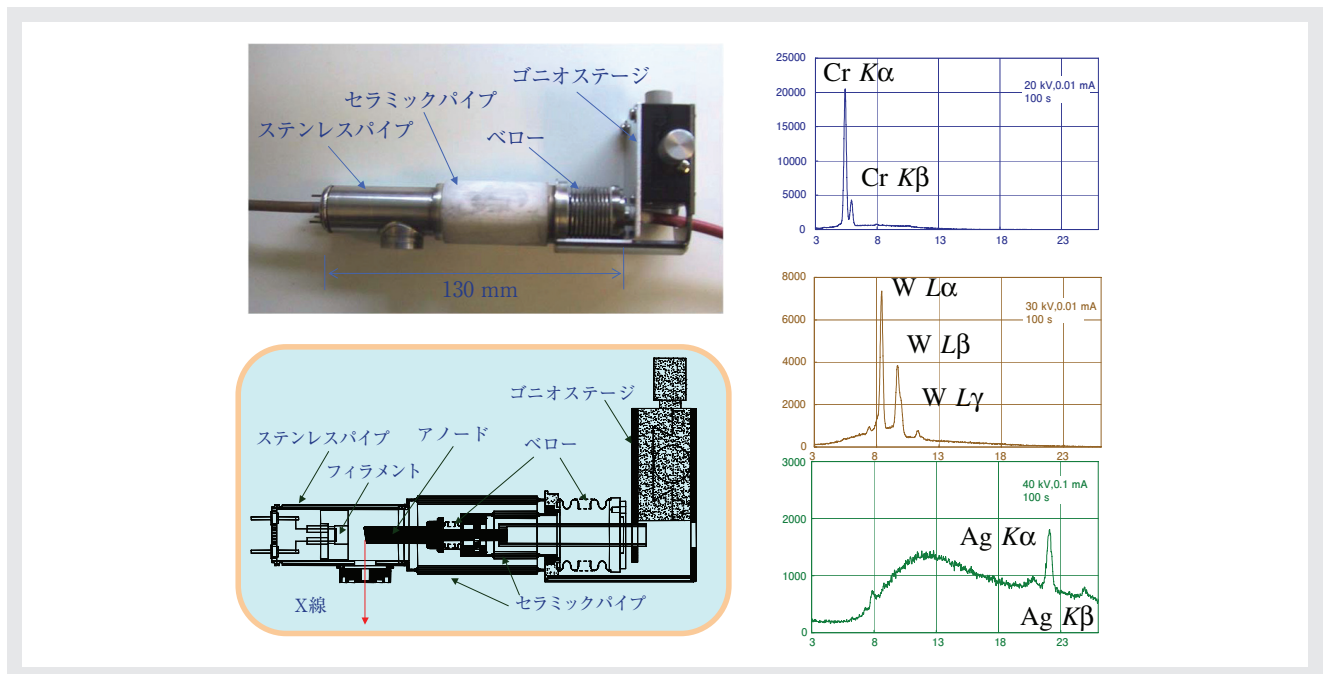 ゴニオステージ
セラミックパイプ
ステンレスパイプ
ベロー
130 mm
ゴニオステージ
ステンレスパイプ
アノード
ベロー
フィラメント
X線
セラミックパイプ
25000
20000
15000
10000
5000
0
3 8 13 18 23
Cr Kα
Cr Kβ
20 kV,0.01 mA
100 s
8000
6000
4000
2000
0
3 8 13 18 23
W Lα
W Lβ
W Lγ
30 kV,0.01 mA
100 s
3000
2000
1000
0
3 8 13 18 23
40 kV,0.1 mA
100 s
Ag Kα
Ag Kβ